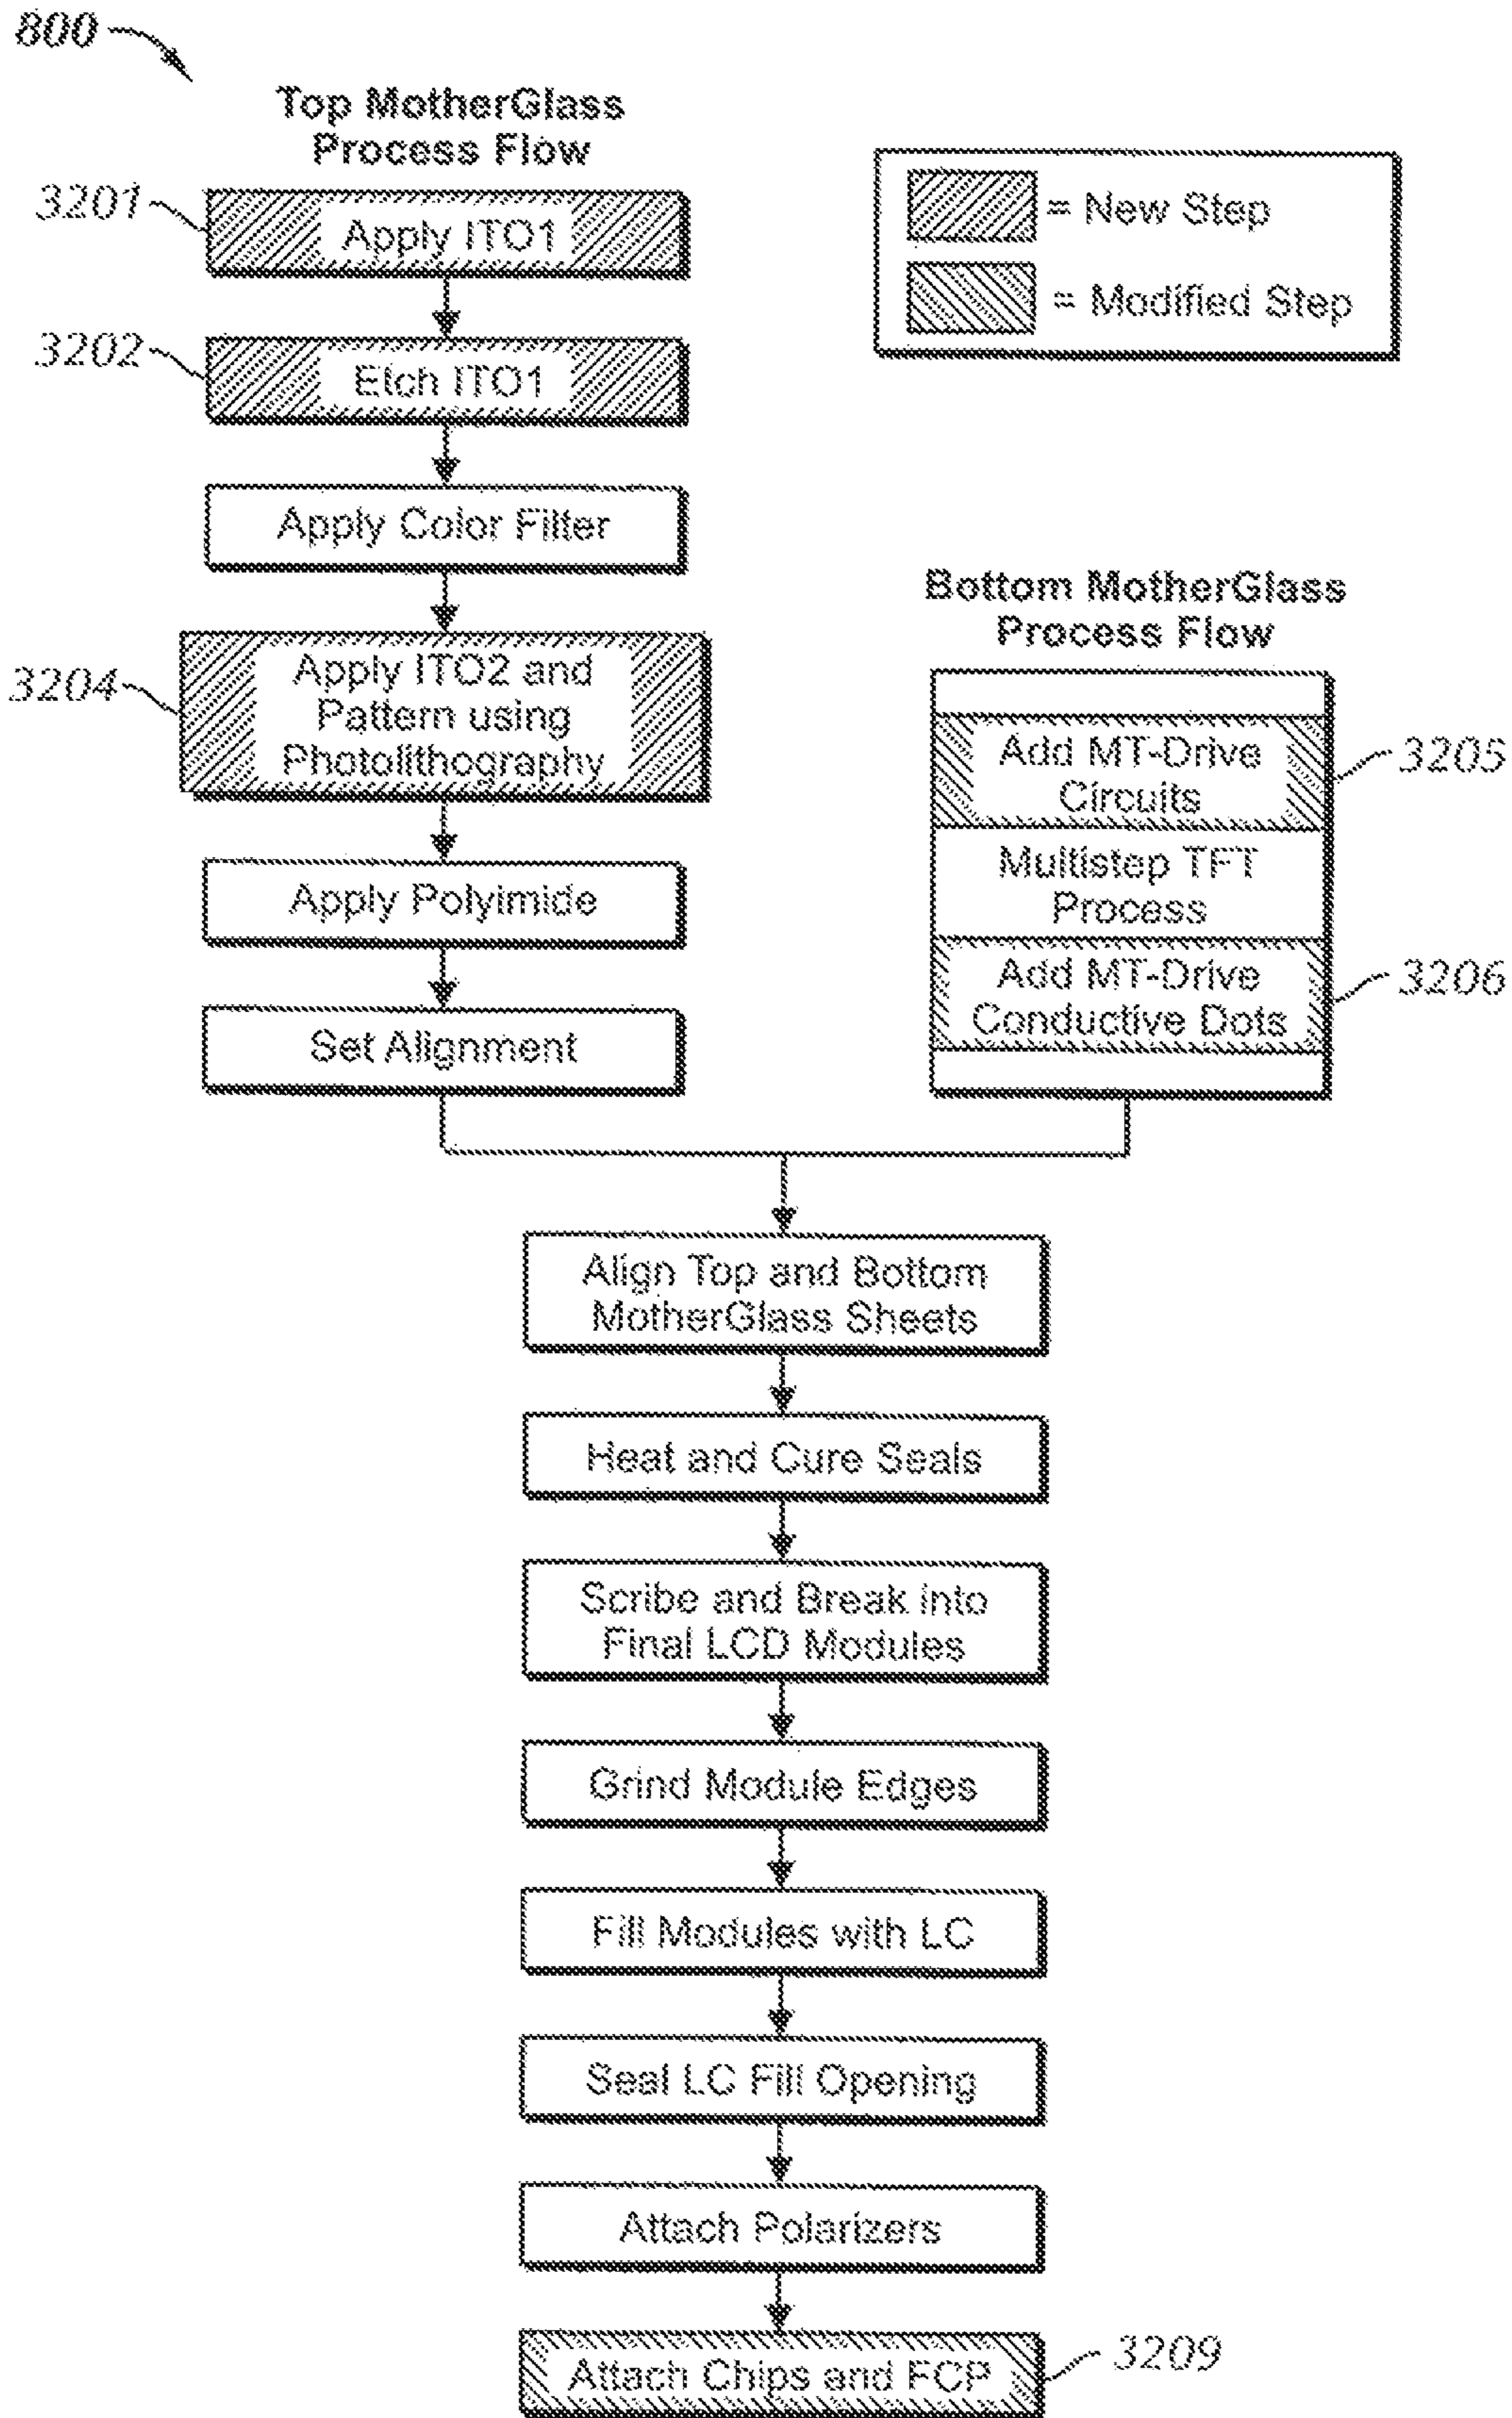 800
Top MotherGlass
Process Flow
3201
Apply ITO1
= New Step
= Modified Step
3202
Etch ITO1
Apply Color Filter
3204
Apply ITO2 and
Pattern using
Photolithography
Apply Polyimide
Set Alignment
Bottom MotherGlass
Process Flow
Add MT-Drive
Circuits
3205
Multistep TFT
Process
Add MT-Drive
Conductive Dots
3206
Align Top and Bottom
MotherGlass Sheets
Heat and Cure Seals
Scribe and Break into
Final LCD Modules
Grind Module Edges
Fill Modules with LC
Seal LC Fill Opening
Attach Polarizers
Attach Chips and FCP
3209